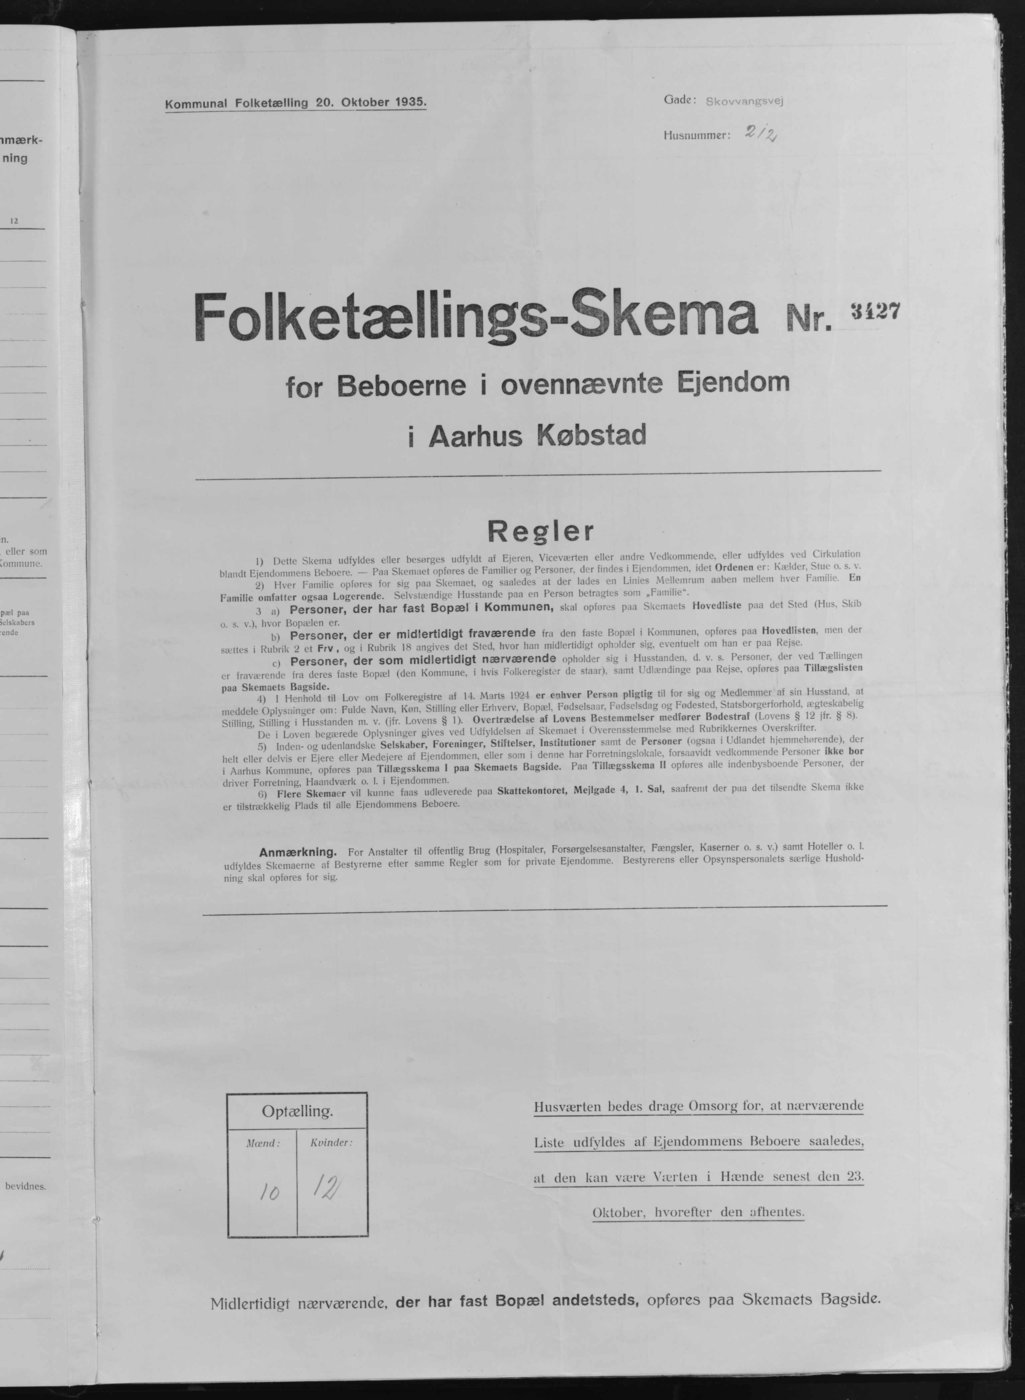 Kommunal Folketælling 20. Oktober 1935.
Gade: Skovvangsvej
Husnummer: 212
Folketællings-Skema Nr. 3427
for Beboerne i ovennævnte Ejendom
i Aarhus Købstad
Regler
1) Dette Skema udfyldes eller besørges udfyldt af Ejeren, Viceværten eller andre Vedkommende, eller udfyldes ved Cirkulation
blandt Ejendommens Beboere. — Paa Skemaet opføres de Familier og Personer, der findes i Ejendommen, idet Ordenen er: Kælder, Stue o. s. v.
2) Hver Familie opføres for sig paa Skemaet, og saaledes at der lades en Linies Mellemrum aaben mellem hver Familie. En
Familie omfatter ogsaa Logerende. Selvstændige Husstande paa en Person betragtes som „Familie“.
3 a) Personer, der har fast Bopæl i Kommunen, skal opføres paa Skemaets Hovedliste paa det Sted (Hus, Skib
o. s. v.), hvor Bopælen er.
b) Personer, der er midlertidigt fraværende fra den faste Bopæl i Kommunen, opføres paa Hovedlisten, men der
sættes i Rubrik 2 et Frv., og i Rubrik 18 angives det Sted, hvor han midlertidigt opholder sig, eventuelt om han er paa Rejse.
c) Personer, der som midlertidigt nærværende opholder sig i Husstanden, d. v. s. Personer, der ved Tællingen
er fraværende fra deres faste Bopæl (den Kommune, i hvis Folkeregister de staar), samt Udlændinge paa Rejse, opføres paa Tillægslisten
paa Skemaets Bagside.
4) I Henhold til Lov om Folkeregistre af 14. Marts 1924 er enhver Person pligtig til for sig og Medlemmer af sin Husstand, at
meddele Oplysninger om: Fulde Navn, Køn, Stilling eller Erhverv, Bopæl, Fødselsaar, Fødselsdag og Fødested, Statsborgerforhold, ægteskabelig
Stilling, Stilling i Husstanden m. v. (jfr. Lovens § 1). Overtrædelse af Lovens Bestemmelser medfører Bødestraf (Lovens § 12 jfr. § 8).
De i Loven begærede Oplysninger gives ved Udfyldelsen af Skemaet i Overensstemmelse med Rubrikkernes Overskrifter.
5) Inden- og udenlandske Selskaber, Foreninger, Stiftelser, Institutioner samt de Personer (ogsaa i Udlandet hjemmehørende), der
helt eller delvis er Ejere eller Medejere af Ejendommen, eller som i denne har Forretningslokale, forsaavidt vedkommende Personer ikke bor
i Aarhus Kommune, opføres paa Tillægsskema I paa Skemaets Bagside. Paa Tillægsskema II opføres alle indenbysboende Personer, der
driver Forretning, Haandværk o. l. i Ejendommen.
6) Flere Skemaer vil kunne faas udleverede paa Skattekontoret, Mejlgade 4, 1. Sal, saafremt der paa det tilsendte Skema ikke
er tilstrækkelig Plads til alle Ejendommens Beboere.
Anmærkning. For Anstalter til offentlig Brug (Hospitaler, Forsørgelsesanstalter, Fængsler, Kaserner o. s. v.) samt Hoteller o. l.
udfyldes Skemaerne af Bestyrerne efter samme Regler som for private Ejendomme. Bestyrerens eller Opsynspersonalets særlige Hushold-
ning skal opføres for sig.
Optælling.
Mænd: Kvinder:
10 12
Husværten bedes drage Omsorg for, at nærværende
Liste udfyldes af Ejendommens Beboere saaledes,
at den kan være Værten i Hænde senest den 23.
Oktober, hvorefter den afhentes.
Midlertidigt nærværende, der har fast Bopæl andetsteds, opføres paa Skemaets Bagside.